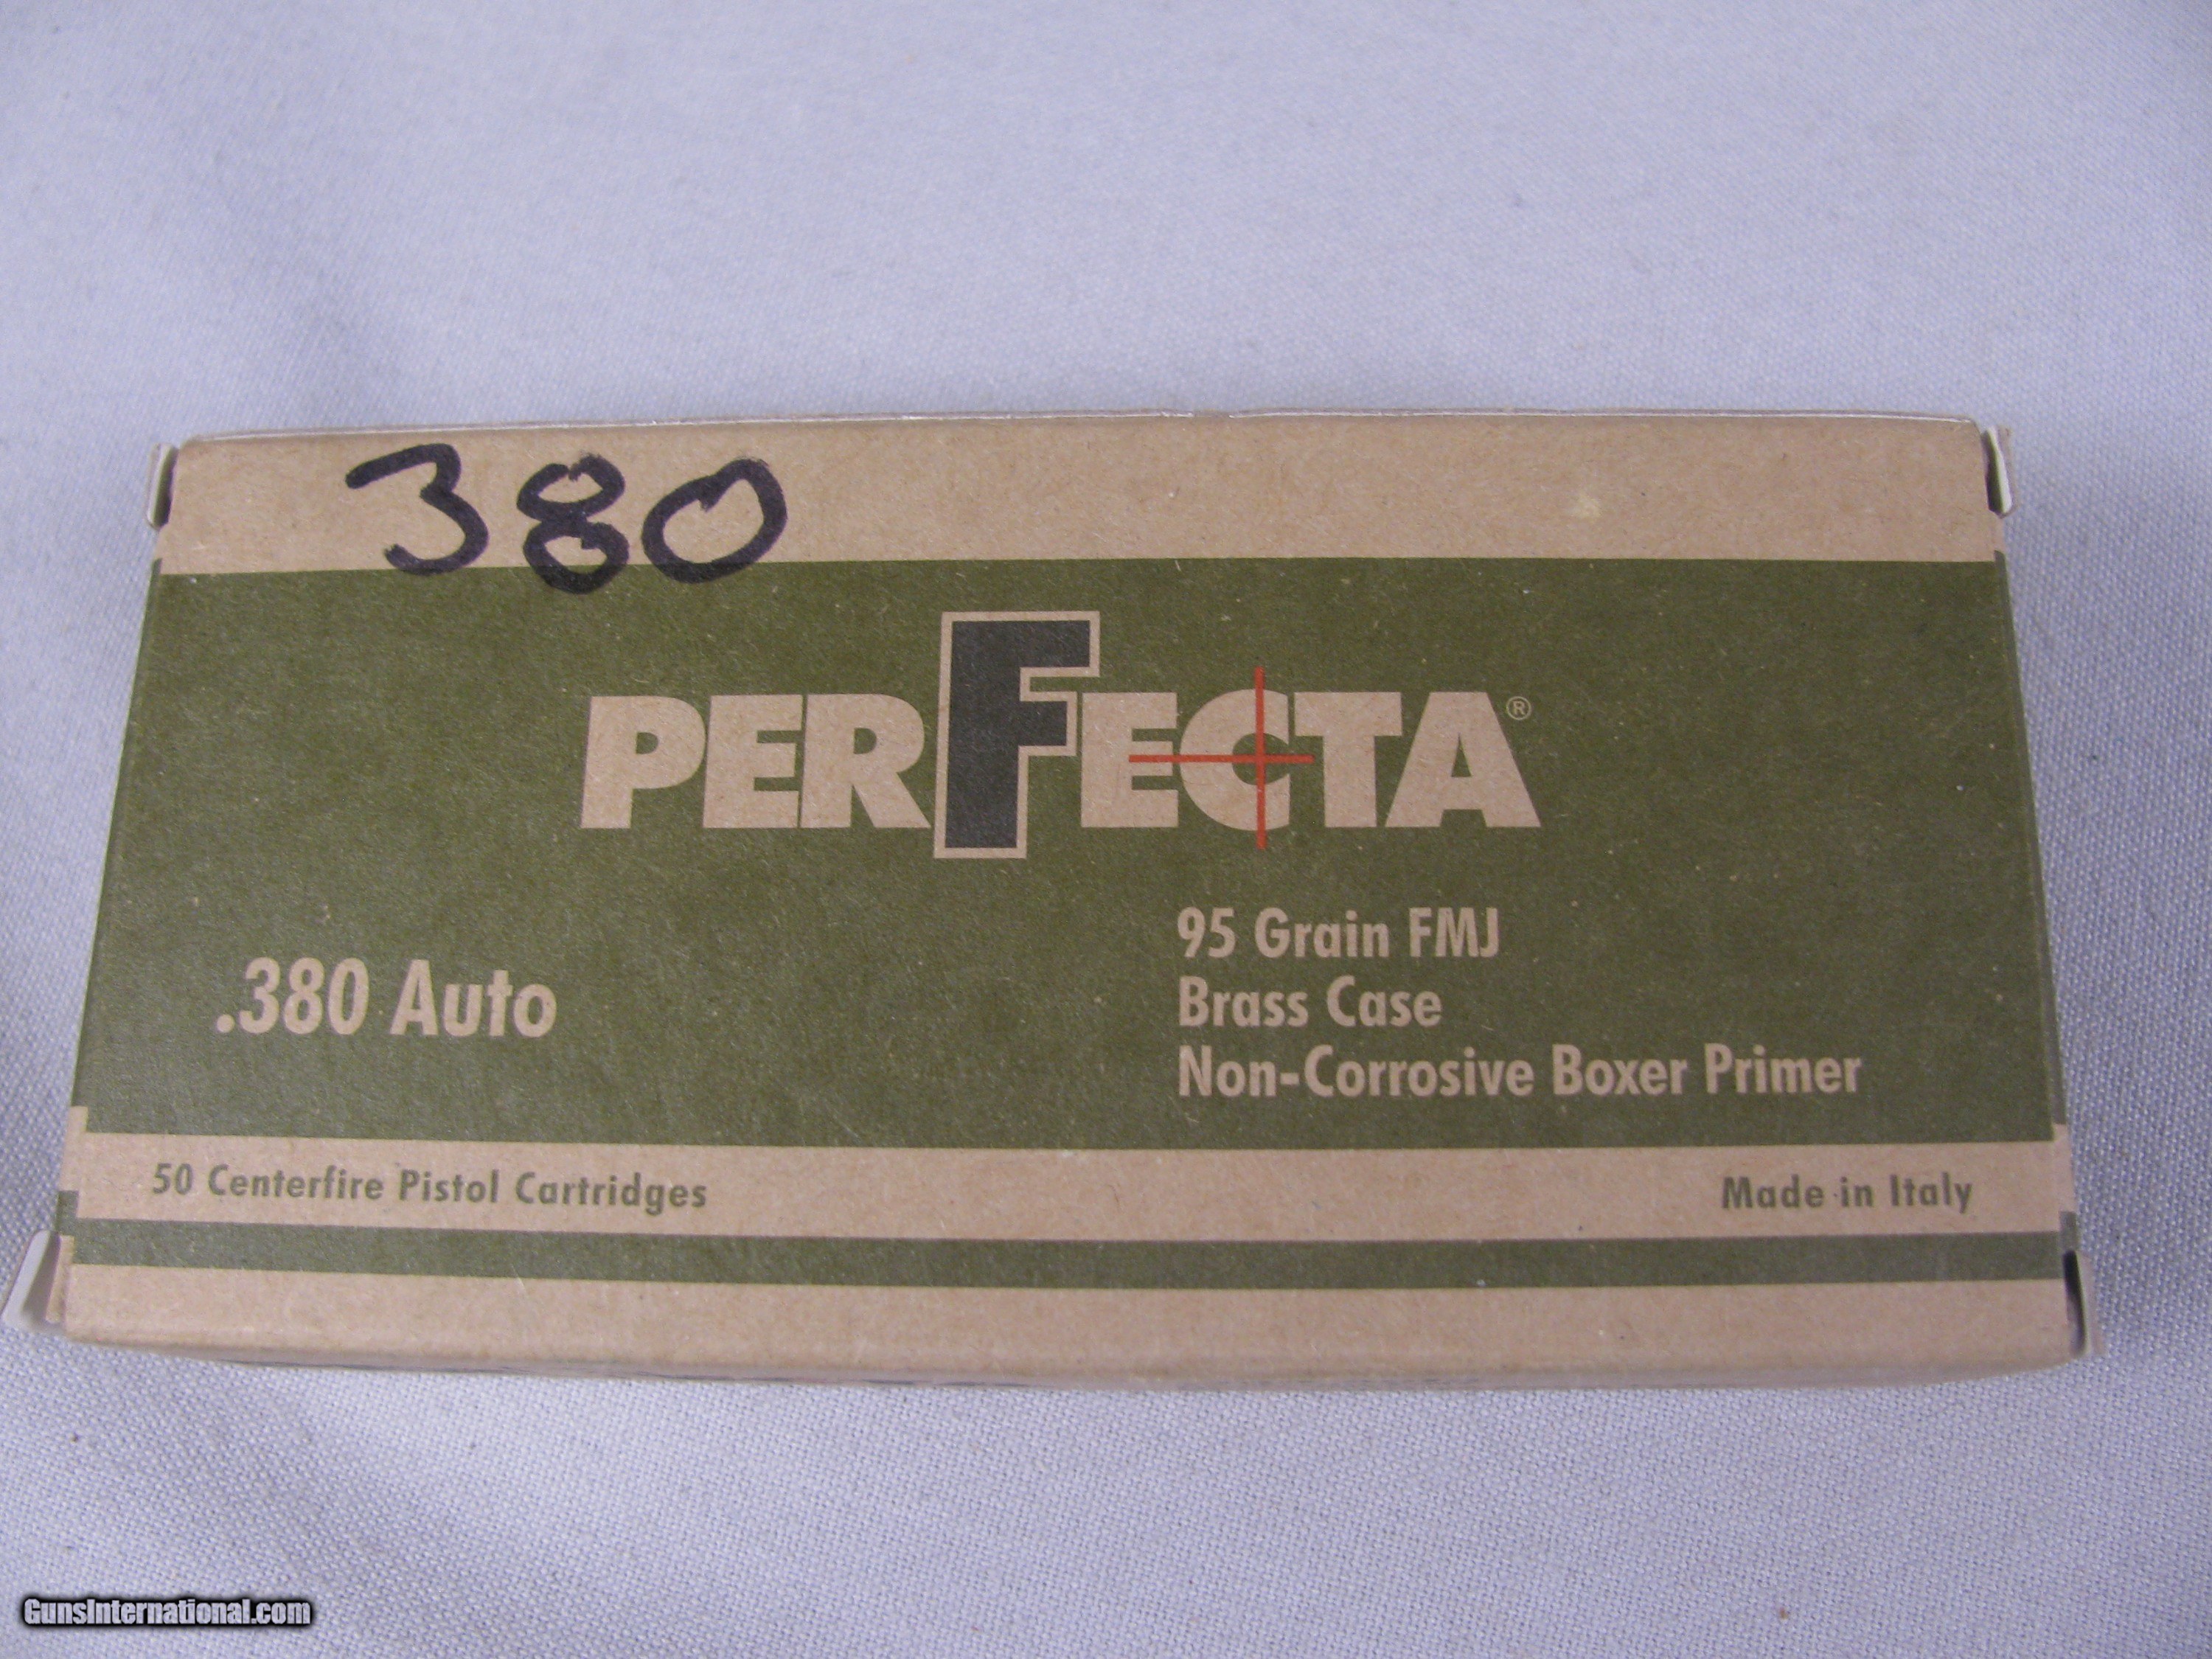 380
PERFECTA®
.380 Auto
95 Grain FMJ
Brass Case
Non-Corrosive Boxer Primer
50 Centerfire Pistol Cartridges
Made in Italy
GunsInternational.com